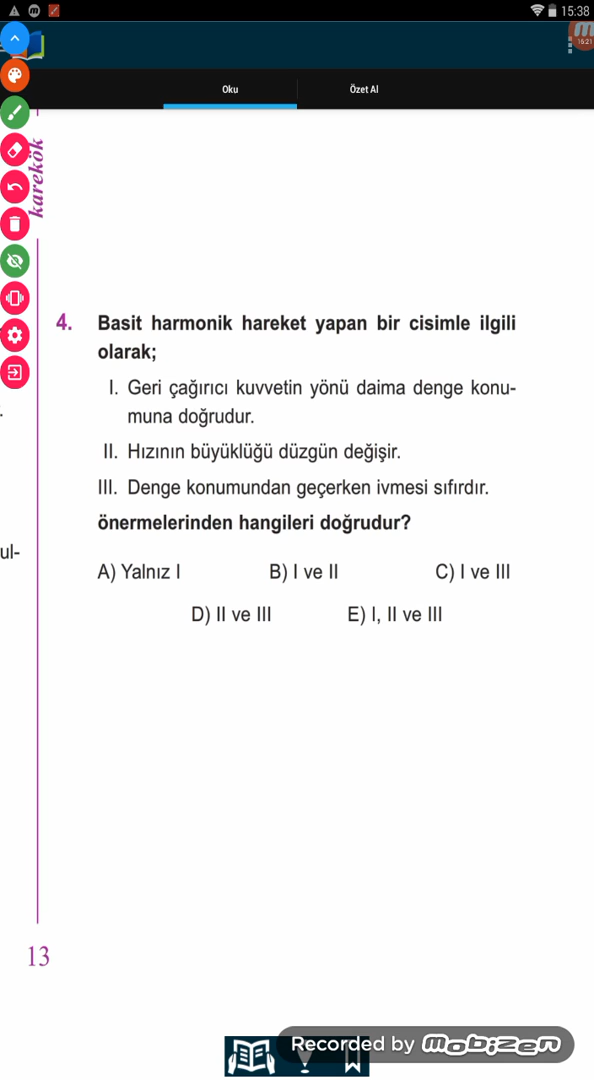 15:38
16:21
Oku
Özet Al
karekök
4. Basit harmonik hareket yapan bir cisimle ilgili
olarak;
I. Geri çağırıcı kuvvetin yönü daima denge konu-
muna doğrudur.
II. Hızının büyüklüğü düzgün değişir.
III. Denge konumundan geçerken ivmesi sıfırdır.
önermelerinden hangileri doğrudur?
ul-
A) Yalnız I B) I ve II C) I ve III
D) II ve III E) I, II ve III
13
Recorded by mobizen